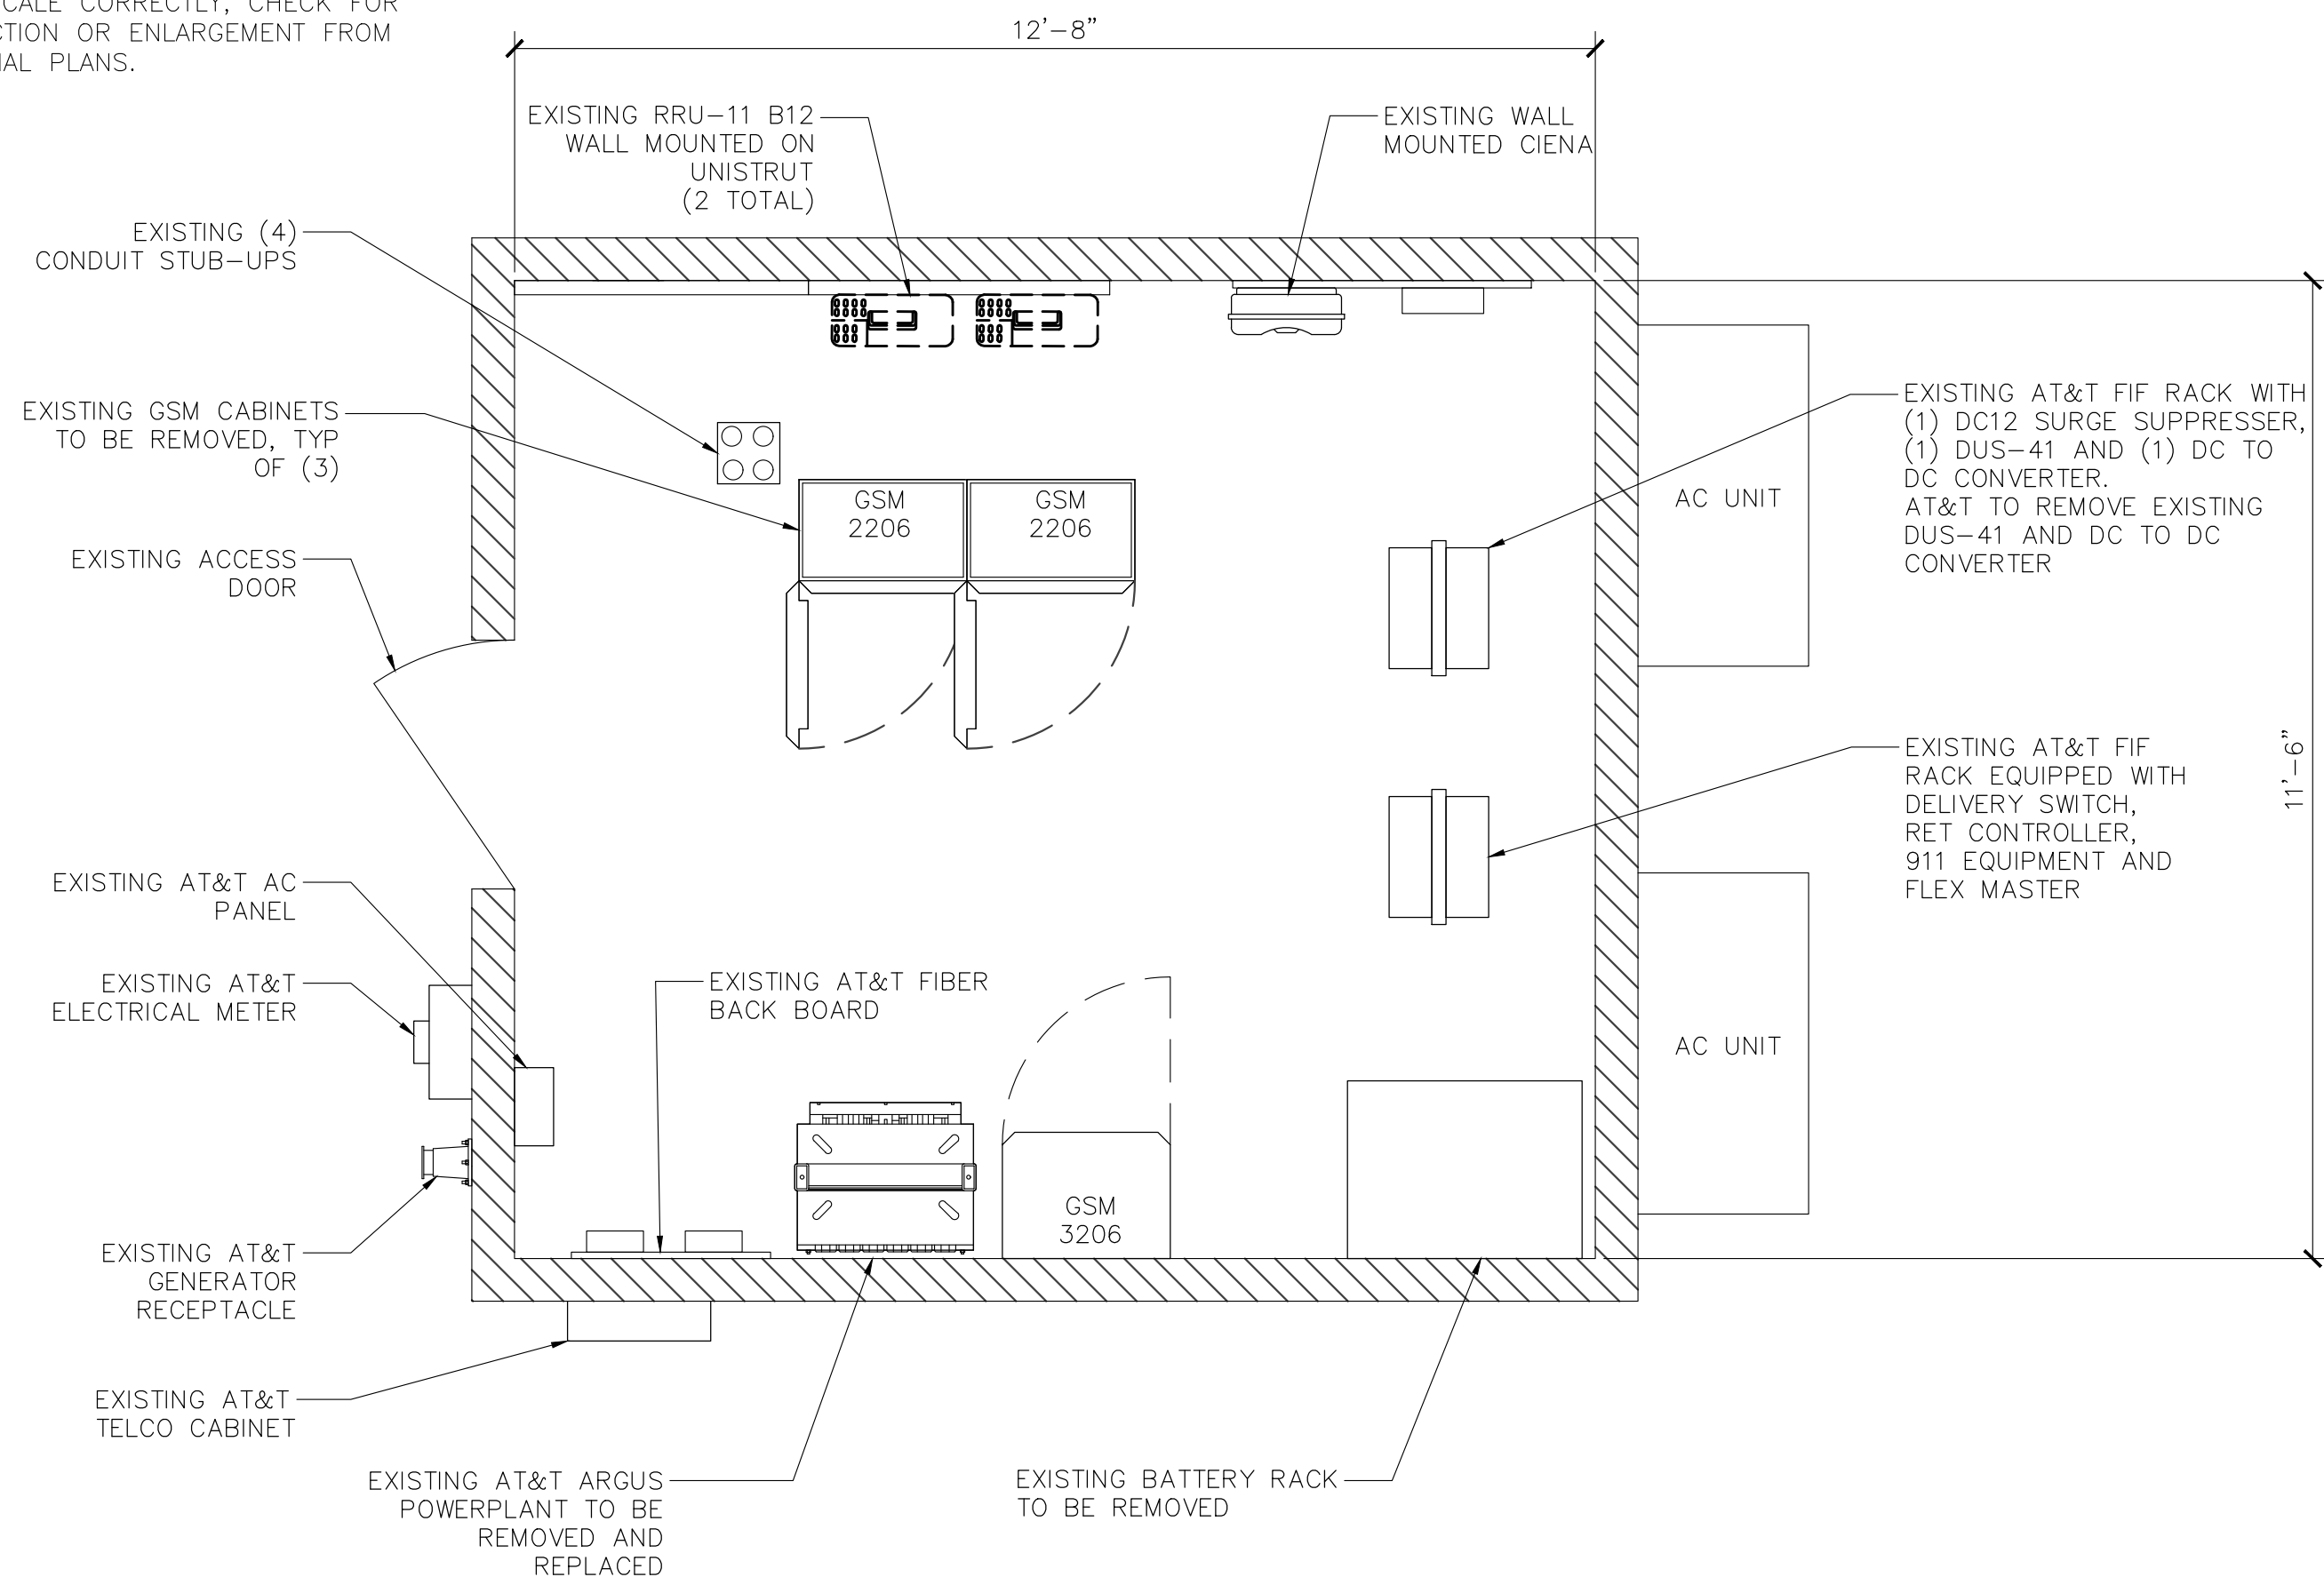 CALE CORRECTLY, CHECK FOR
CTION OR ENLARGEMENT FROM
NAL PLANS.
12'-8"
EXISTING RRU-11 B12
WALL MOUNTED ON
UNISTRUT
(2 TOTAL)
EXISTING WALL
MOUNTED CIENA
EXISTING (4)
CONDUIT STUB-UPS
EXISTING GSM CABINETS
TO BE REMOVED, TYP
OF (3)
GSM
2206
GSM
2206
EXISTING ACCESS
DOOR
AC UNIT
EXISTING AT&T FIF RACK WITH
(1) DC12 SURGE SUPPRESSER,
(1) DUS-41 AND (1) DC TO
DC CONVERTER.
AT&T TO REMOVE EXISTING
DUS-41 AND DC TO DC
CONVERTER
EXISTING AT&T FIF
RACK EQUIPPED WITH
DELIVERY SWITCH,
RET CONTROLLER,
911 EQUIPMENT AND
FLEX MASTER
11'-6"
EXISTING AT&T AC
PANEL
EXISTING AT&T
ELECTRICAL METER
EXISTING AT&T FIBER
BACK BOARD
AC UNIT
GSM
3206
EXISTING AT&T
GENERATOR
RECEPTACLE
EXISTING AT&T
TELCO CABINET
EXISTING AT&T ARGUS
POWERPLANT TO BE
REMOVED AND
REPLACED
EXISTING BATTERY RACK
TO BE REMOVED